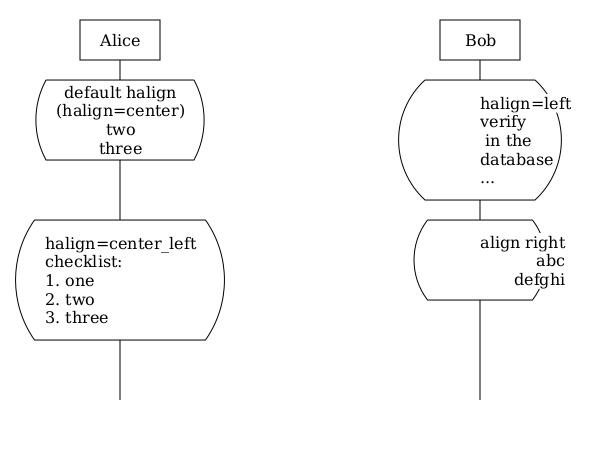 Alice
Bob
default halign
(halign=center)
two
three
halign=left
verify
in the
database
...
halign=center_left
checklist:
1. one
2. two
3. three
align right
abc
defghi